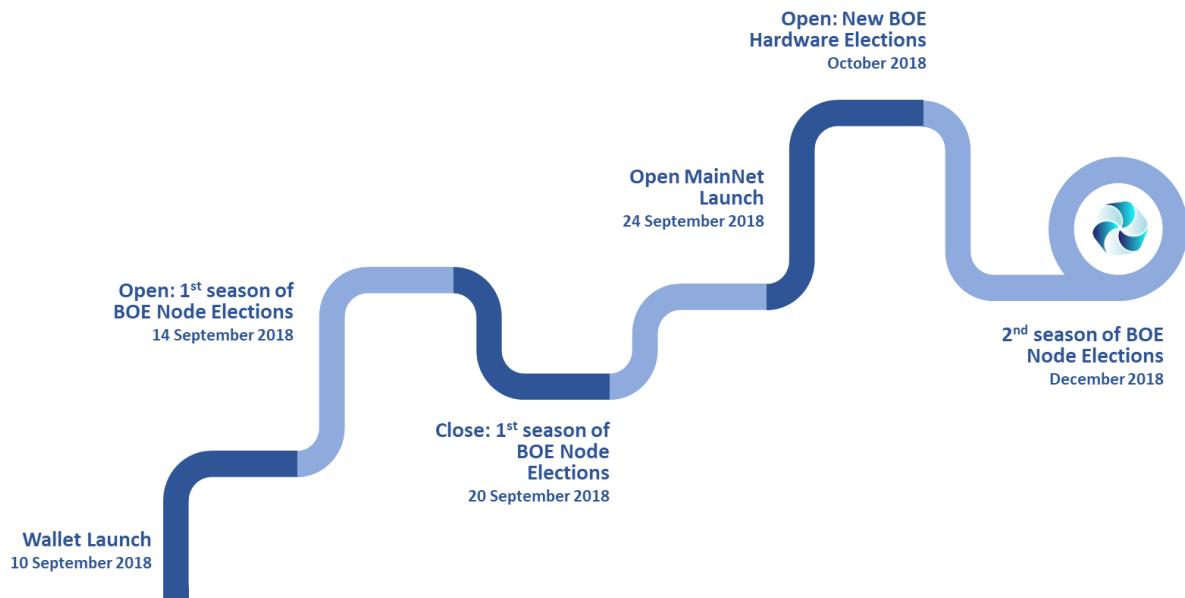 Wallet Launch
10 September 2018
Open: 1st season of
BOE Node Elections
14 September 2018
Close: 1st season of
BOE Node
Elections
20 September 2018
Open MainNet
Launch
24 September 2018
Open: New BOE
Hardware Elections
October 2018
2nd season of BOE
Node Elections
December 2018